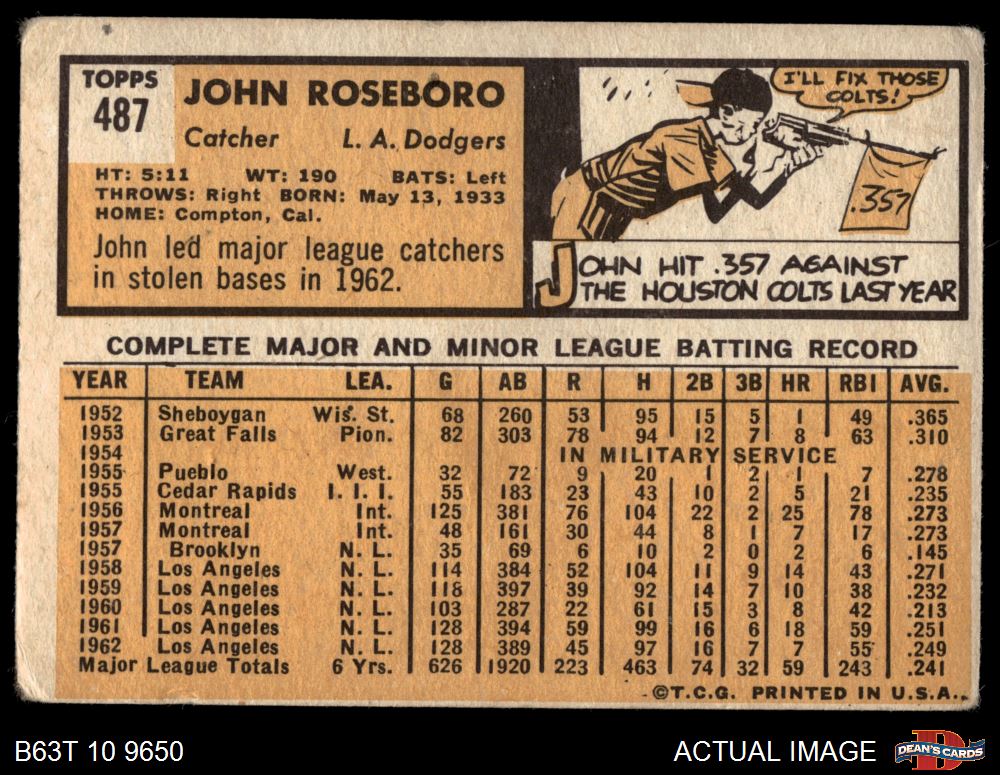 TOPPS
487
JOHN ROSEBORO
Catcher L. A. Dodgers
HT: 5:11 WT: 190 BATS: Left
THROWS: Right BORN: May 13, 1933
HOME: Compton, Cal.
John led major league catchers
in stolen bases in 1962.
I'LL FIX THOSE
COLTS!
.357
JOHN HIT .357 AGAINST
THE HOUSTON COLTS LAST YEAR
COMPLETE MAJOR AND MINOR LEAGUE BATTING RECORD
YEAR TEAM LEA. G AB R H 2B 3B HR RBI AVG.
1952 Sheboygan Wis. St. 68 260 53 95 15 5 1 49 .365
1953 Great Falls Pion. 82 303 78 94 12 7 8 63 .310
1954 IN MILITARY SERVICE
1955 Pueblo West. 32 72 9 20 1 2 1 7 .278
1955 Cedar Rapids I. I. I. 55 183 23 43 10 2 5 21 .235
1956 Montreal Int. 125 381 76 104 22 2 25 78 .273
1957 Montreal Int. 48 161 30 44 8 1 7 17 .273
1957 Brooklyn N. L. 35 69 6 10 2 0 2 6 .145
1958 Los Angeles N. L. 114 384 52 104 11 9 14 43 .271
1959 Los Angeles N. L. 118 397 39 92 14 7 10 38 .232
1960 Los Angeles N. L. 103 287 22 61 15 3 8 42 .213
1961 Los Angeles N. L. 128 394 59 99 16 6 18 59 .251
1962 Los Angeles N. L. 128 389 45 97 16 7 7 55 .249
Major League Totals 6 Yrs. 626 1920 223 463 74 32 59 243 .241
©T.C.G. PRINTED IN U.S.A.
B63T 10 9650
ACTUAL IMAGE
DEAN'S CARDS